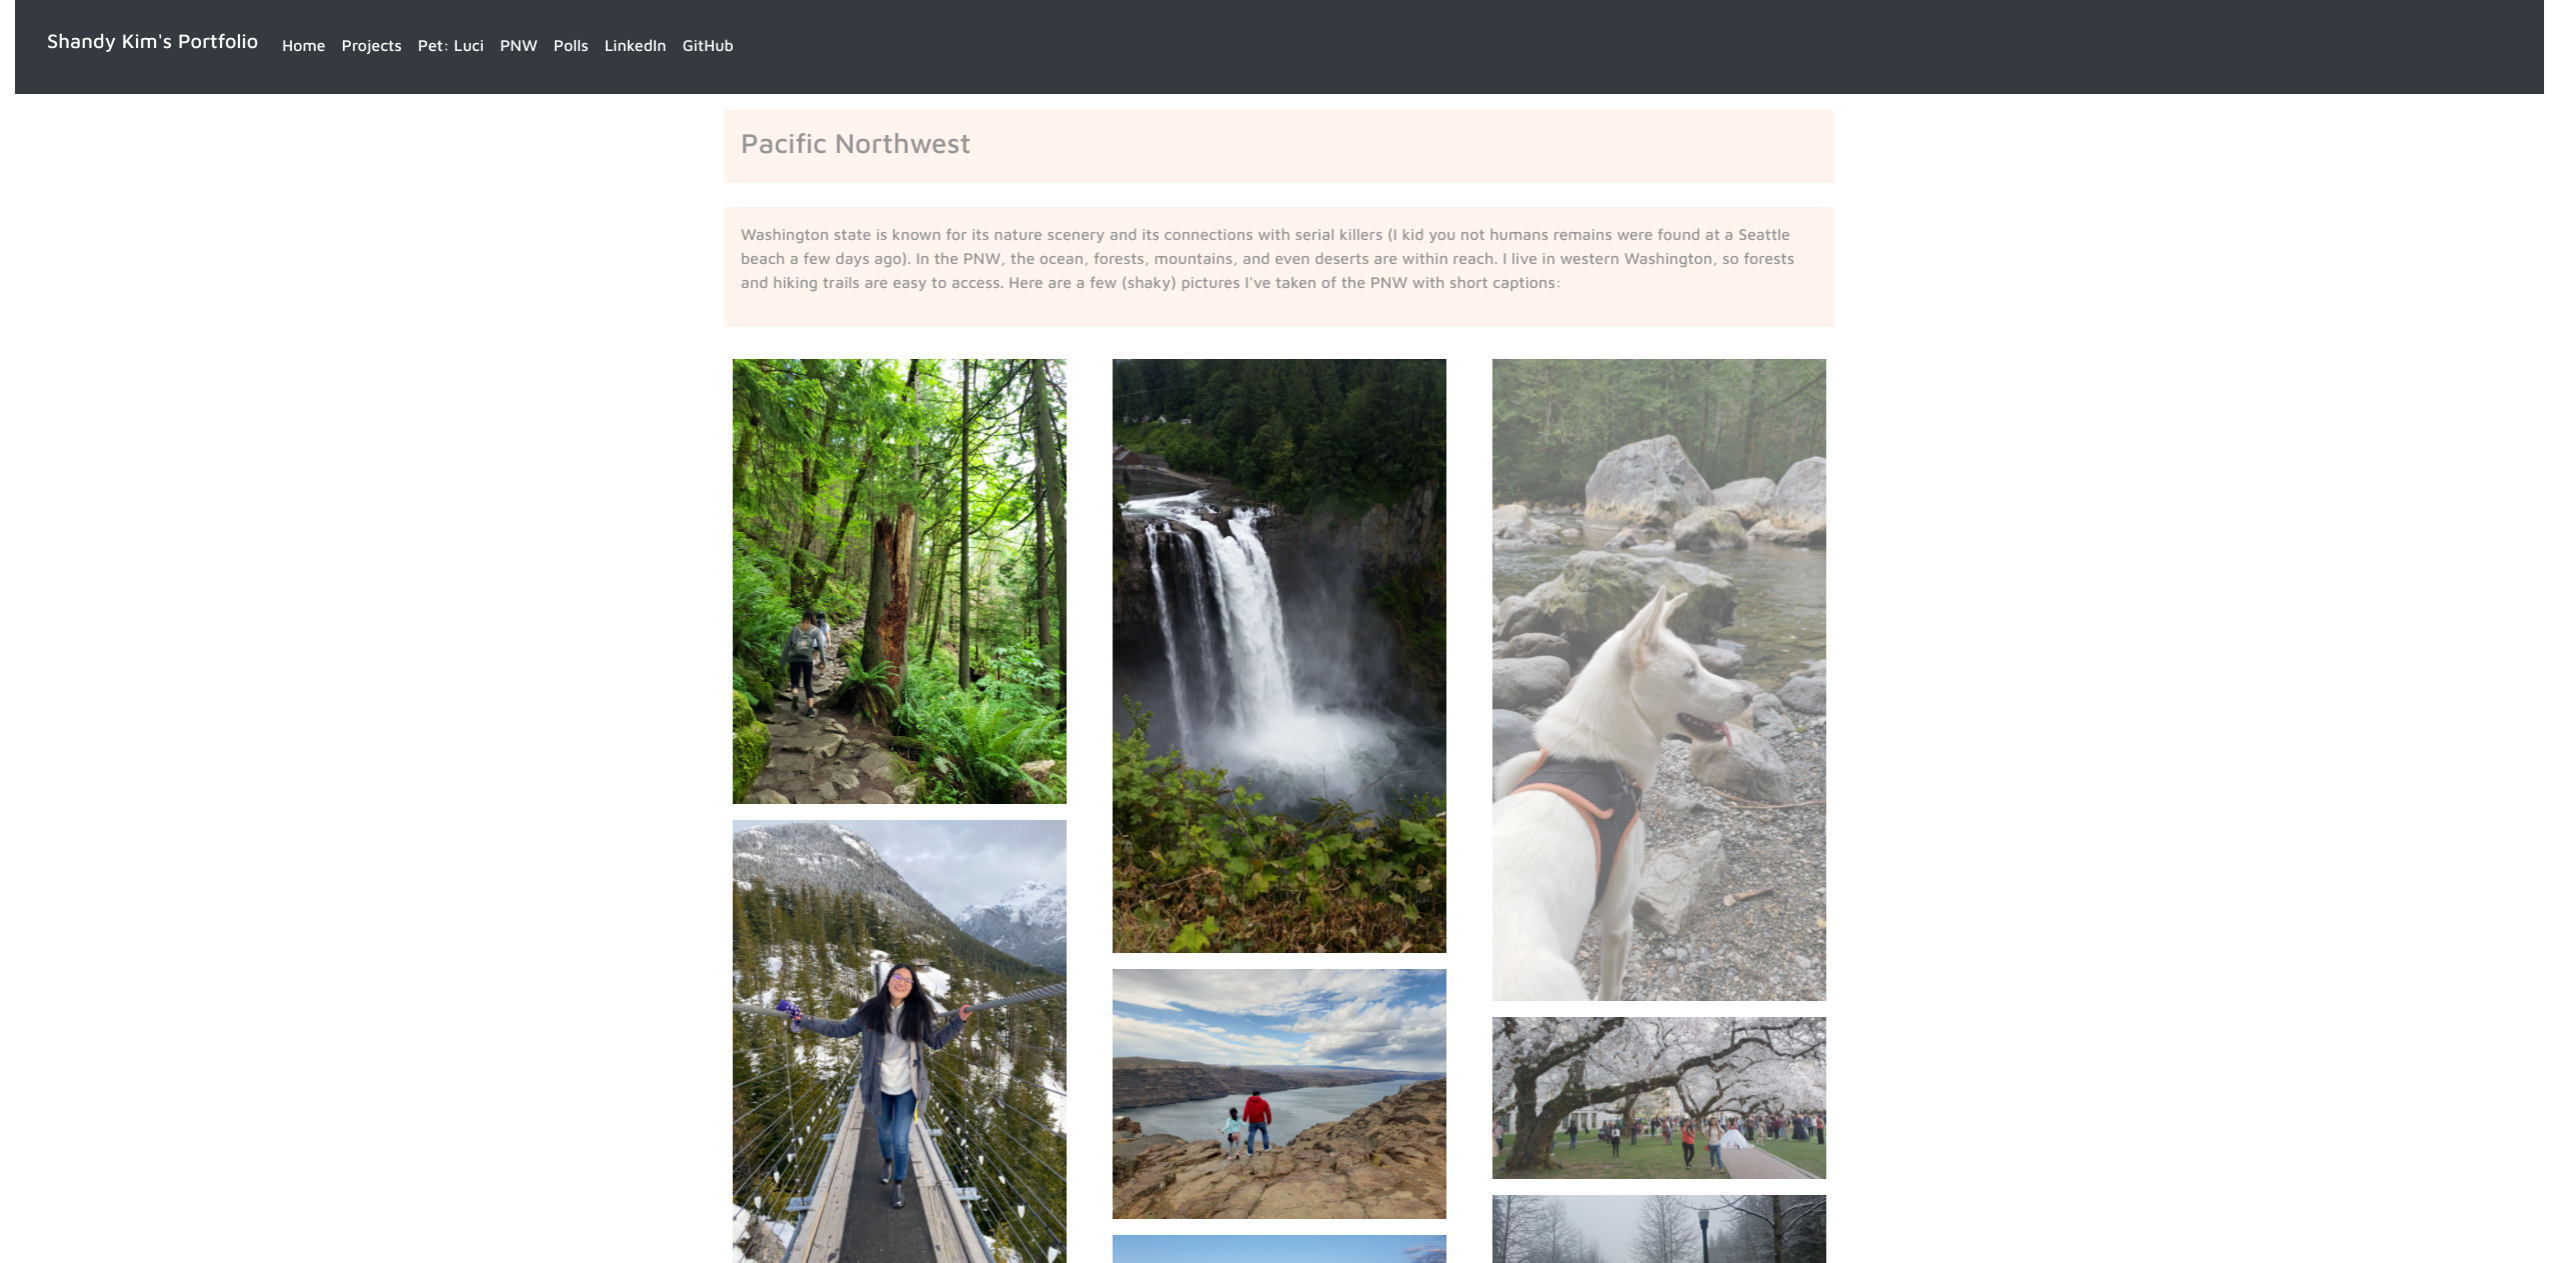 Shandy Kim's Portfolio Home Projects Pet: Luci PNW Polls LinkedIn GitHub
Pacific Northwest
Washington state is known for its nature scenery and its connections with serial killers (I kid you not humans remains were found at a Seattle
beach a few days ago). In the PNW, the ocean, forests, mountains, and even deserts are within reach. I live in western Washington, so forests
and hiking trails are easy to access. Here are a few (shaky) pictures I've taken of the PNW with short captions: